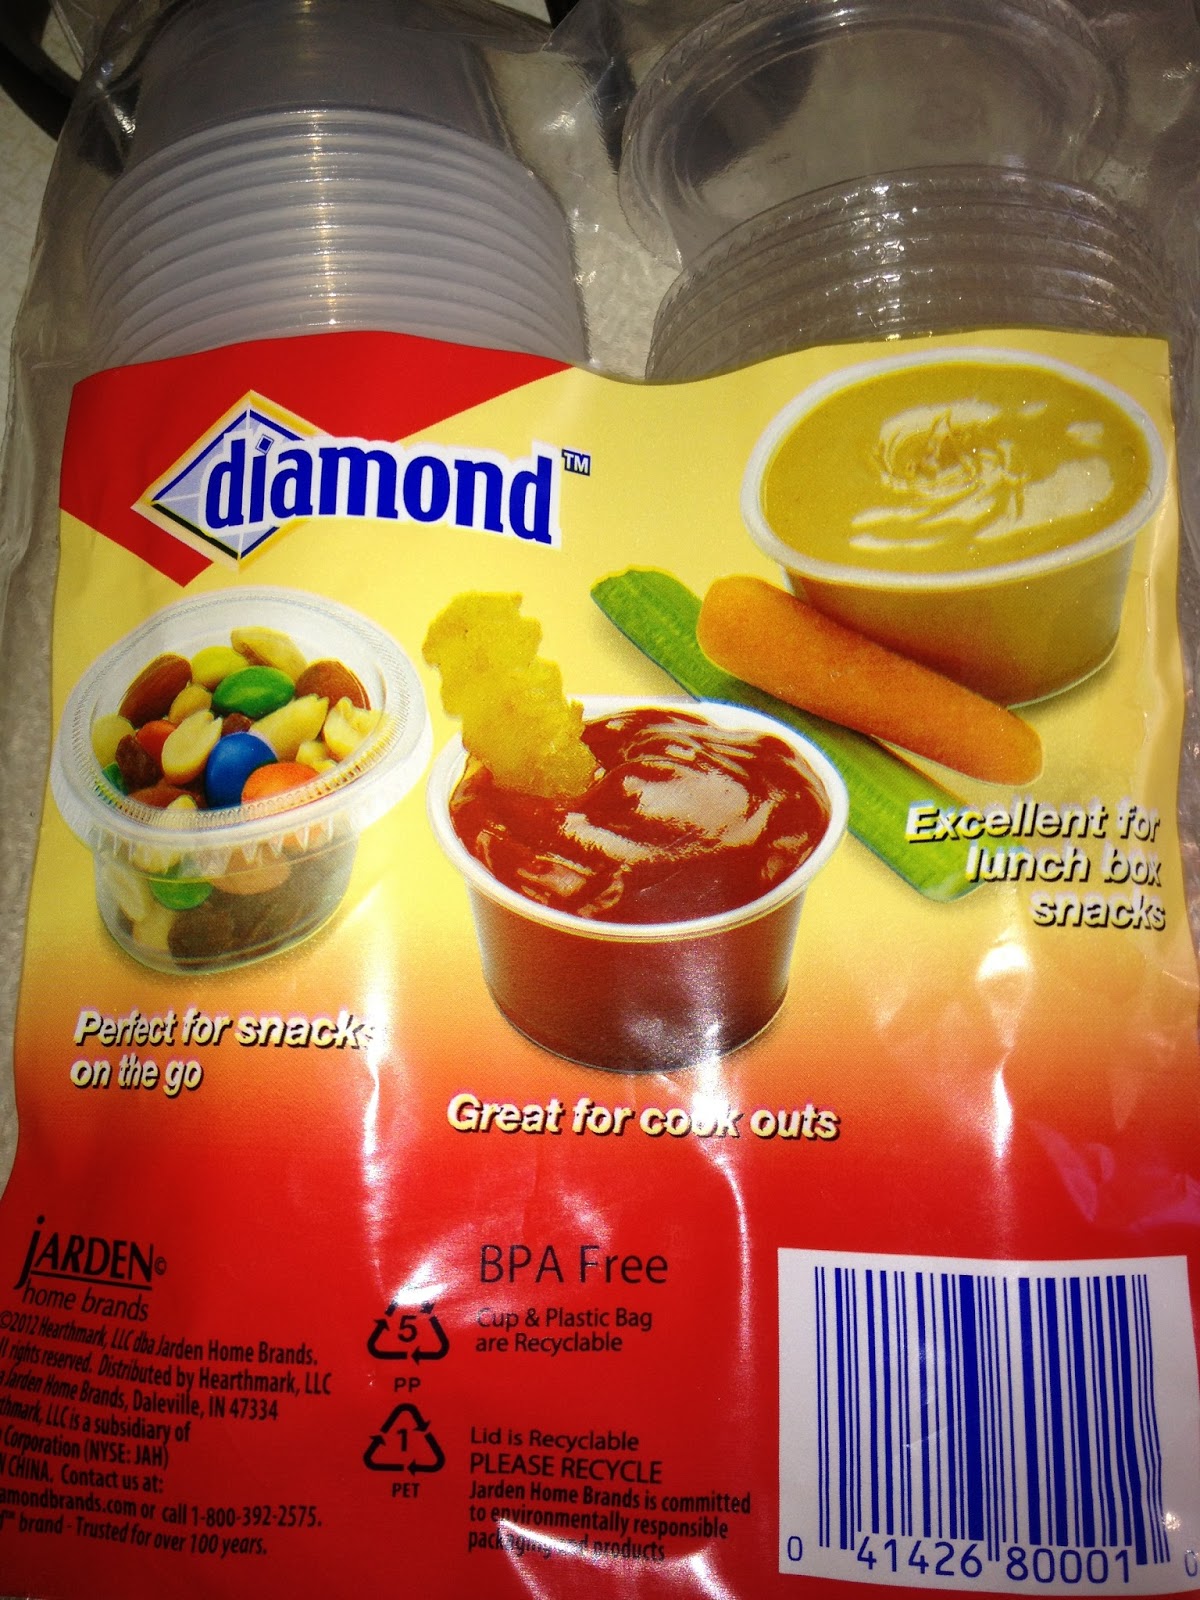 diamond™
Excellent for
lunch box
snacks
Perfect for snacks
on the go
Great for cook outs
JARDEN©
home brands
©2012 Hearthmark, LLC dba Jarden Home Brands.
rights reserved. Distributed by Hearthmark, LLC
Jarden Home Brands, Daleville, IN 47334
LLC is a subsidiary of
Corporation (NYSE: JAH)
CHINA. Contact us at:
amondbrands.com or call 1-800-392-2575.
brand - Trusted for over 100 years.
5
PP
1
PET
BPA Free
Cup & Plastic Bag
are Recyclable
Lid is Recyclable
PLEASE RECYCLE
Jarden Home Brands is committed
to environmentally responsible
packaging and products
0 41426 80001 0